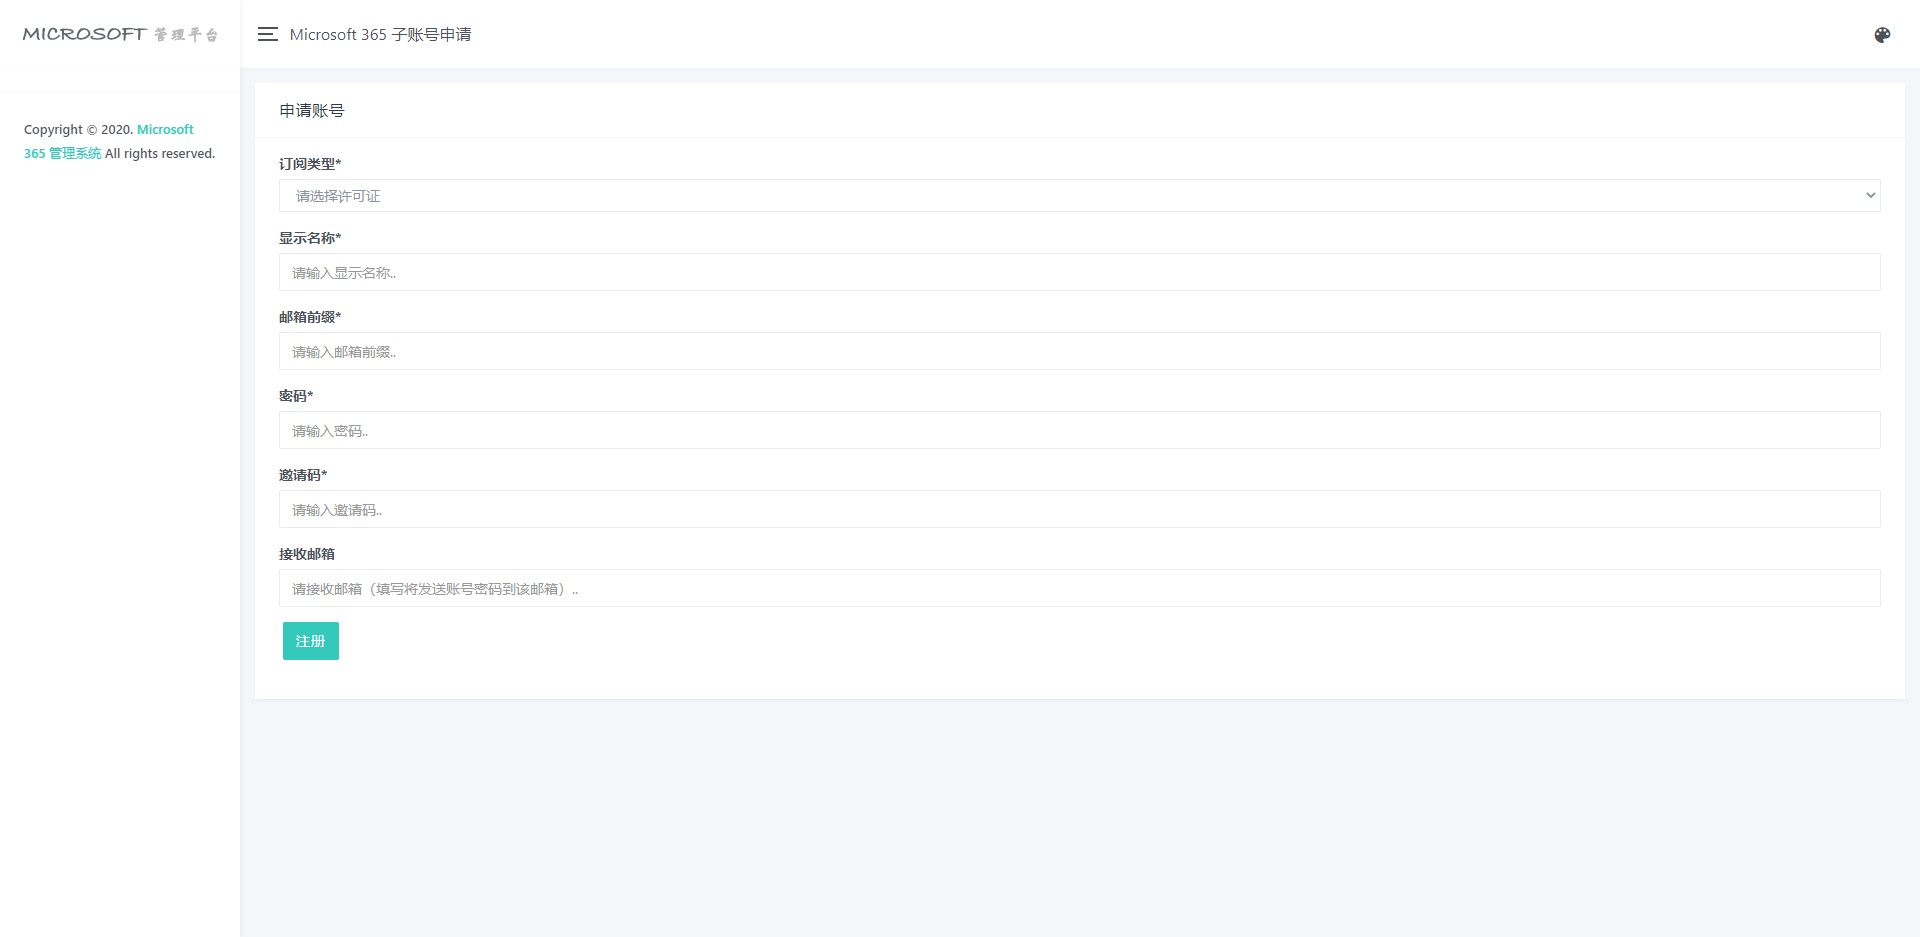 MICROSOFT 管理平台
Microsoft 365 子账号申请
Copyright © 2020. Microsoft
365 管理系统 All rights reserved.
申请账号
订阅类型*
请选择许可证
显示名称*
请输入显示名称..
邮箱前缀*
请输入邮箱前缀..
密码*
请输入密码..
邀请码*
请输入邀请码..
接收邮箱
请接收邮箱（填写将发送账号密码到该邮箱）..
注册